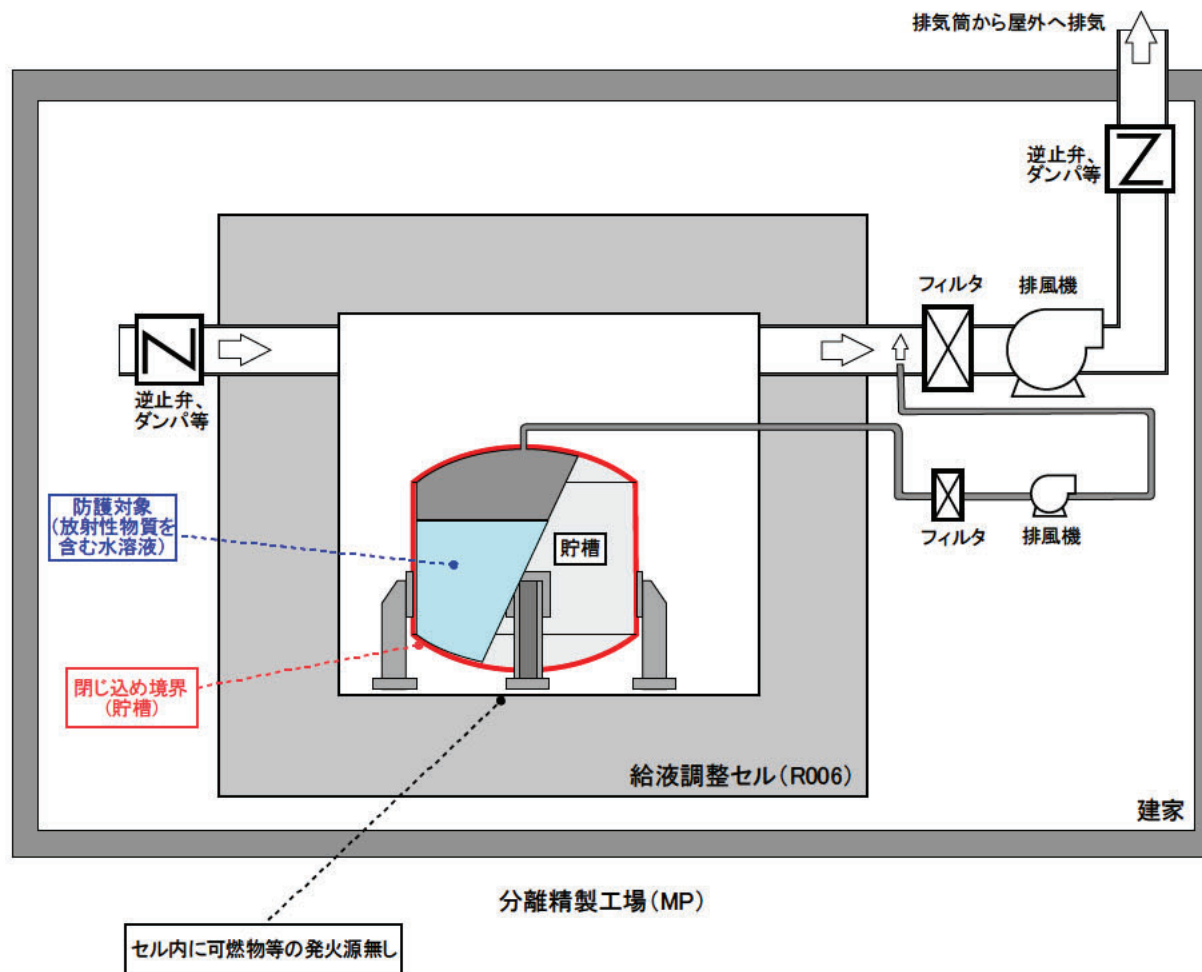 排気筒から屋外へ排気
逆止弁、
ダンパ等
フィルタ
排風機
逆止弁、
ダンパ等
防護対象
(放射性物質を
含む水溶液)
貯槽
フィルタ
排風機
閉じ込め境界
(貯槽)
給液調整セル(R006)
建家
分離精製工場(MP)
セル内に可燃物等の発火源無し